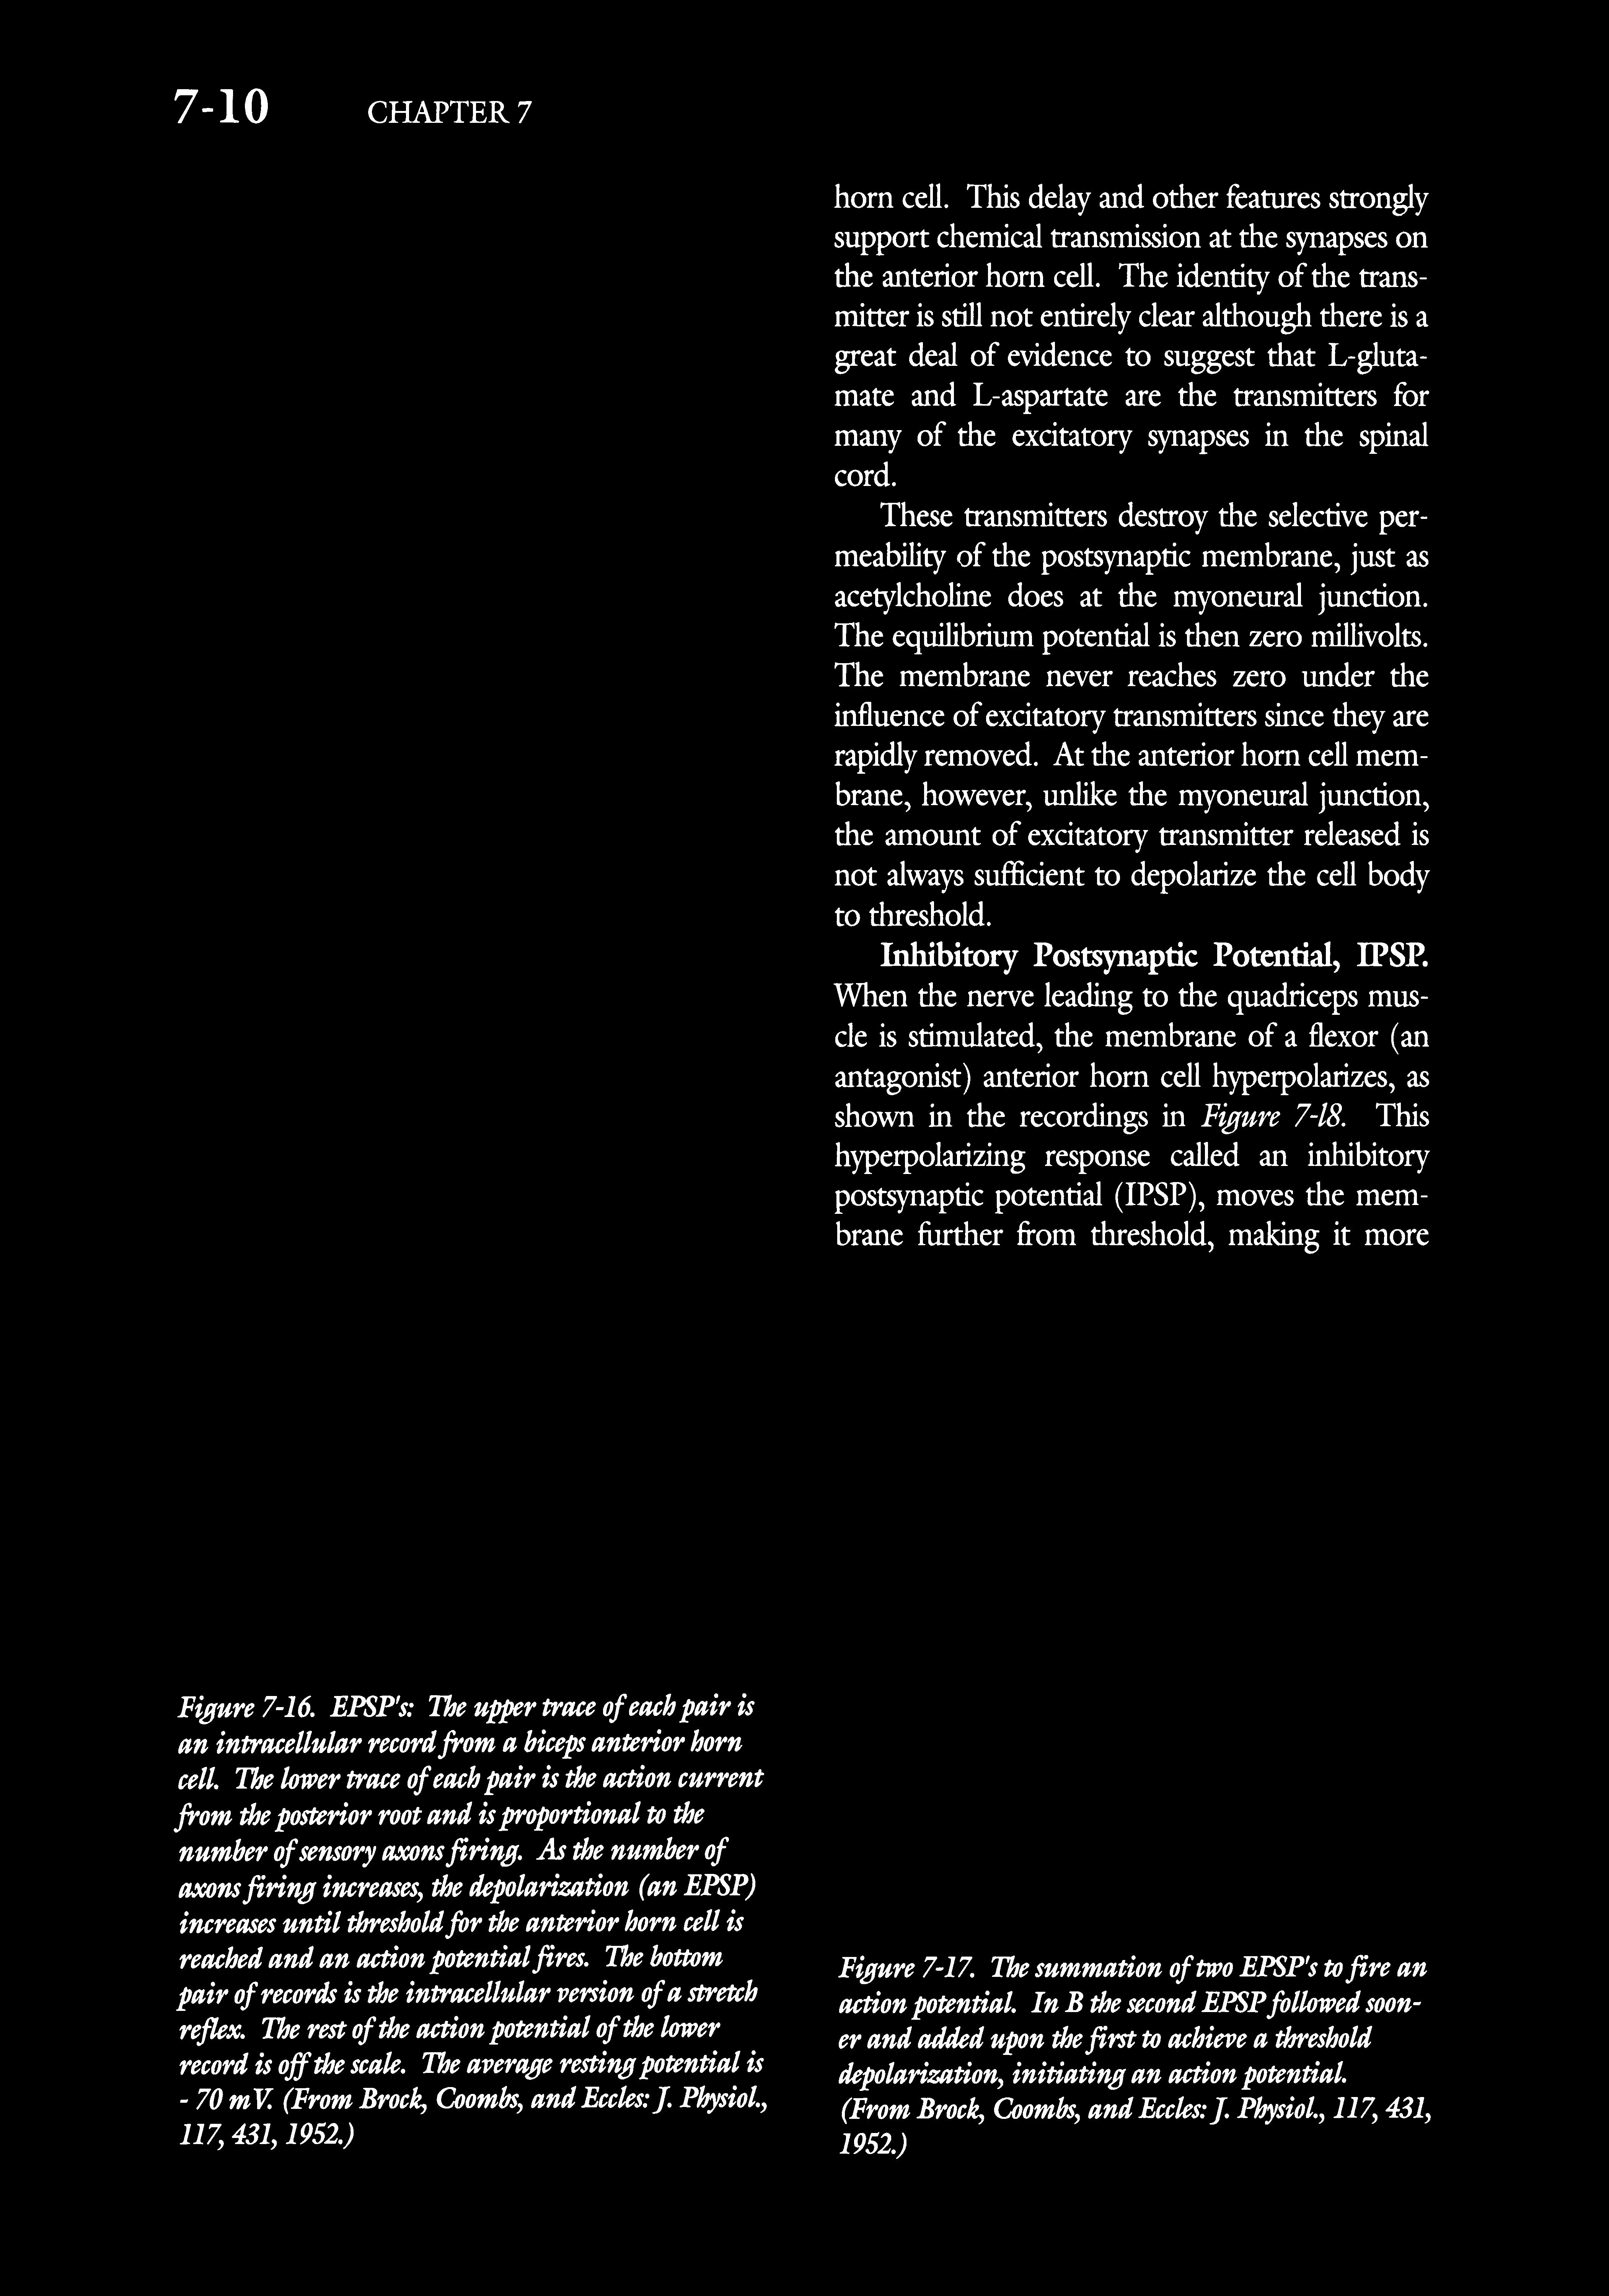 7-10 CHAPTER 7
horn cell. This delay and other features strongly
support chemical transmission at the synapses on
the anterior horn cell. The identity of the trans-
mitter is still not entirely clear although there is a
great deal of evidence to suggest that L-gluta-
mate and L-aspartate are the transmitters for
many of the excitatory synapses in the spinal
cord.
These transmitters destroy the selective per-
meability of the postsynaptic membrane, just as
acetylcholine does at the myoneural junction.
The equilibrium potential is then zero millivolts.
The membrane never reaches zero under the
influence of excitatory transmitters since they are
rapidly removed. At the anterior horn cell mem-
brane, however, unlike the myoneural junction,
the amount of excitatory transmitter released is
not always sufficient to depolarize the cell body
to threshold.
Inhibitory Postsynaptic Potential, IPSP.
When the nerve leading to the quadriceps mus-
cle is stimulated, the membrane of a flexor (an
antagonist) anterior horn cell hyperpolarizes, as
shown in the recordings in Figure 7-18. This
hyperpolarizing response called an inhibitory
postsynaptic potential (IPSP), moves the mem-
brane further from threshold, making it more
Figure 7-16. EPSP's: The upper trace of each pair is
an intracellular record from a biceps anterior horn
cell. The lower trace of each pair is the action current
from the posterior root and is proportional to the
number of sensory axons firing. As the number of
axons firing increases, the depolarization (an EPSP)
increases until threshold for the anterior horn cell is
reached and an action potential fires. The bottom
pair of records is the intracellular version of a stretch
reflex. The rest of the action potential of the lower
record is off the scale. The average resting potential is
- 70 mV. (From Brock, Coombs, and Eccles: J. Physiol.,
117, 431, 1952.)
Figure 7-17. The summation of two EPSP's to fire an
action potential. In B the second EPSP followed soon-
er and added upon the first to achieve a threshold
depolarization, initiating an action potential.
(From Brock, Coombs, and Eccles: J. Physiol., 117, 431,
1952.)